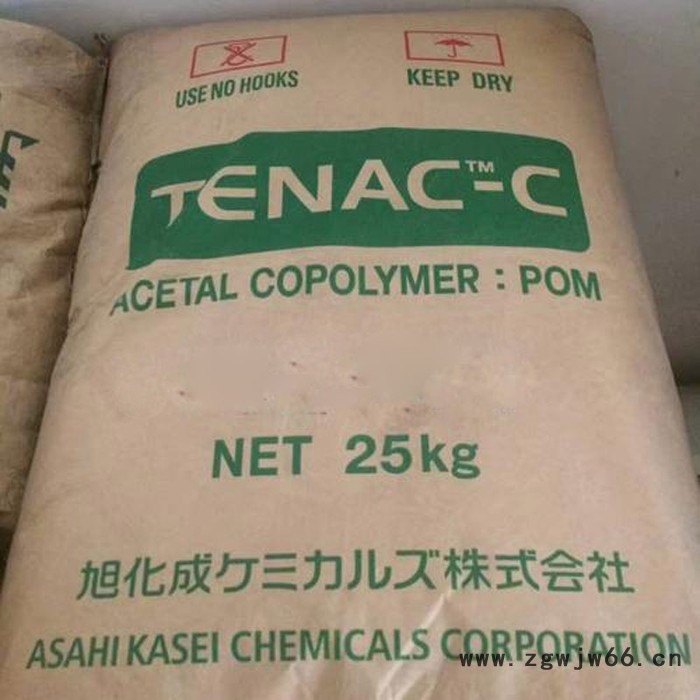 USE NO HOOKS KEEP DRY
TENAC™-C
ACETAL COPOLYMER : POM
NET 25kg
旭化成ケミカルズ株式会社
ASAHI KASEI CHEMICALS CORPORATION
www.zgwjw66.cn